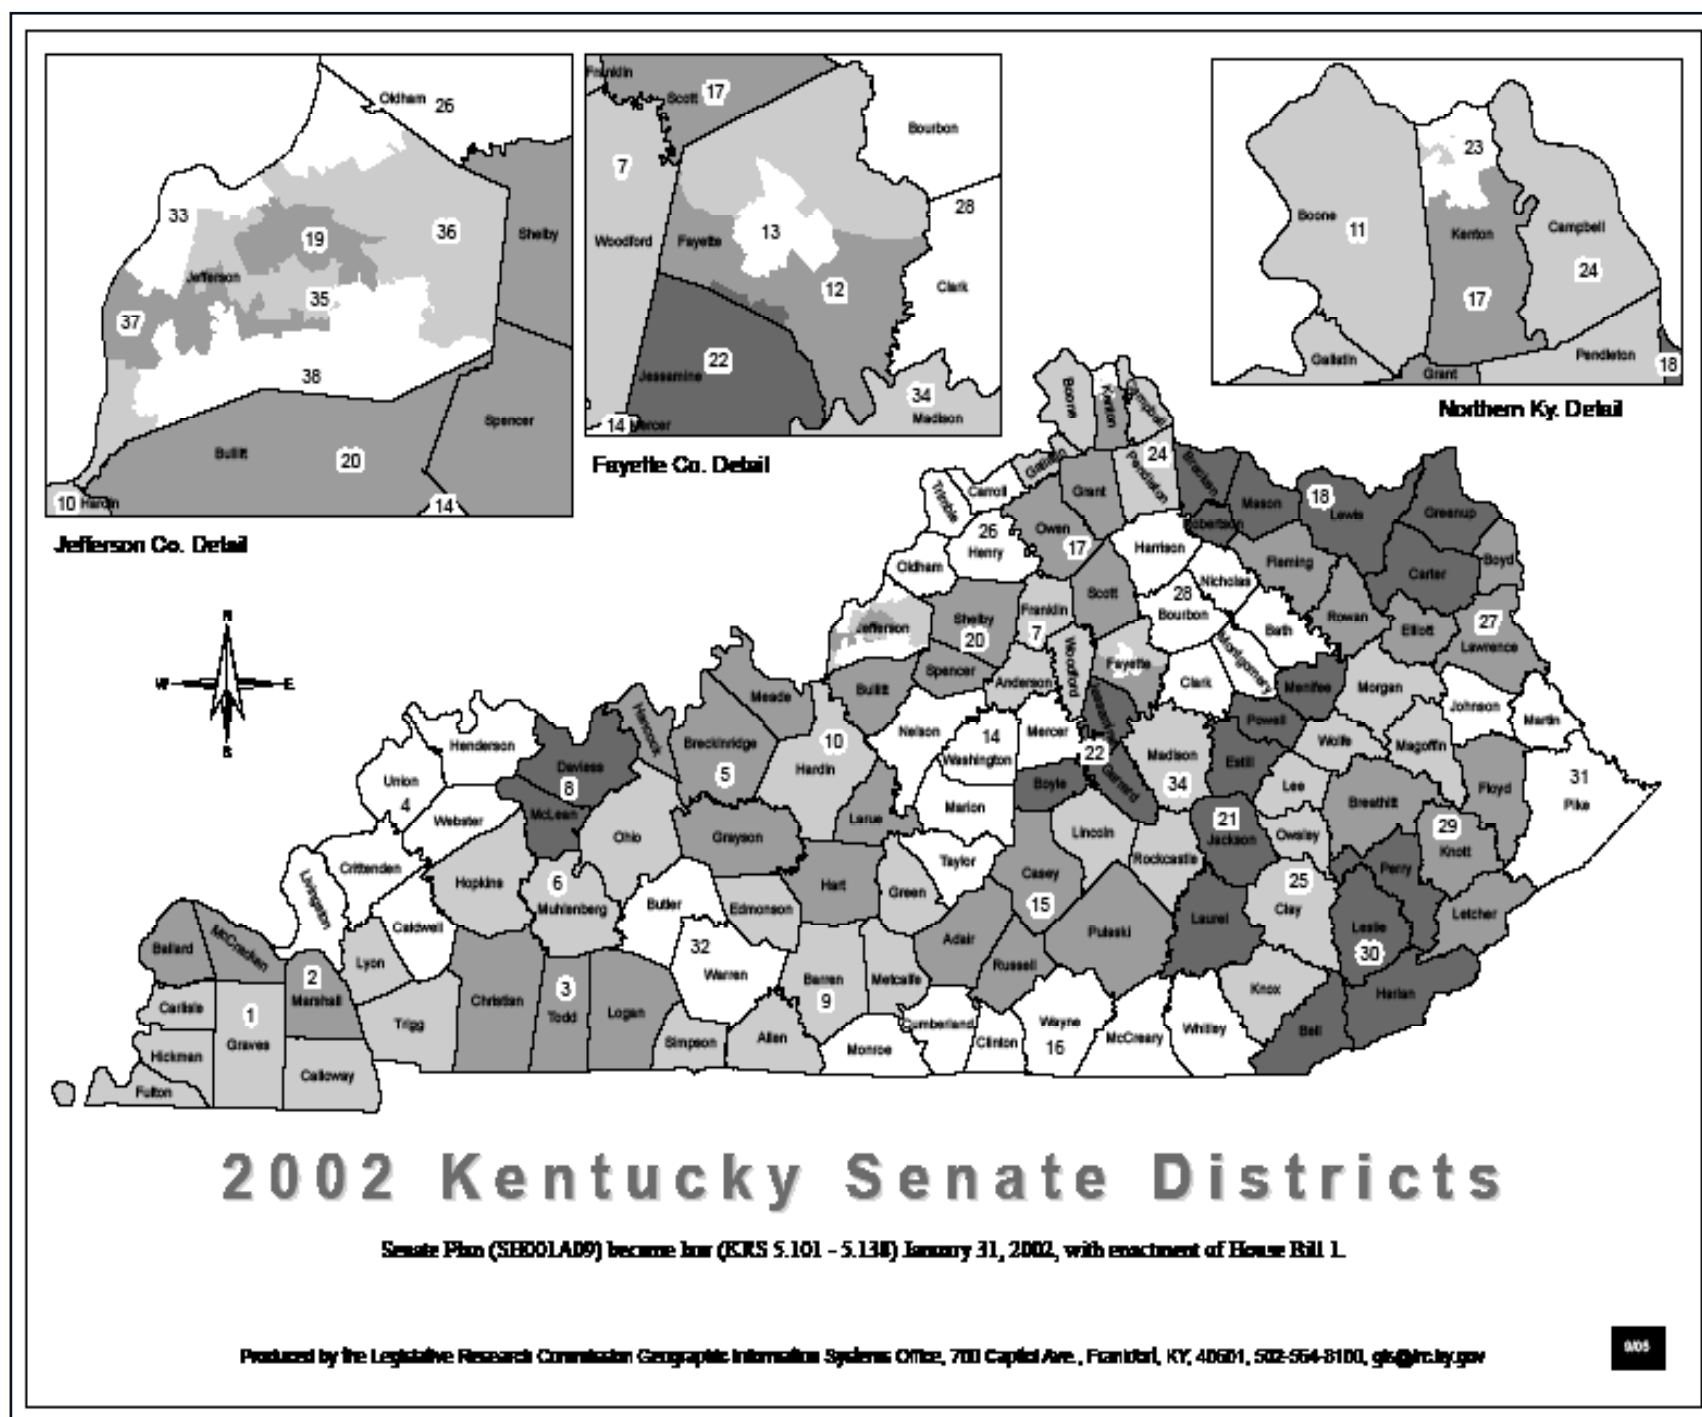 Oldham 26
33
19
36
Shelby
Jefferson
35
37
38
Spencer
Bullitt
20
10 Hardin
14
Jefferson Co. Detail
Franklin
Scott 17
Bourbon
7
28
Woodford
Fayette
13
12
Clark
22
Jessamine
34
Madison
14 Mercer
Fayette Co. Detail
23
Boone
11
Kenton
Campbell
24
17
Gallatin
Grant
Pendleton
18
Northern Ky. Detail
N
W
E
S
Boone
Kenton
Campbell
24
Gallatin
Pendleton
Bracken
Carroll
Trimble
Grant
Mason
18
Lewis
Greenup
Robertson
Owen
17
26
Henry
Harrison
Oldham
Fleming
Boyd
Carter
Nicholas
Scott
28
Bourbon
Franklin
Shelby
20
7
Jefferson
Rowan
Elliott
27
Lawrence
Bath
Montgomery
Woodford
Fayette
Spencer
Anderson
Clark
Menifee
Morgan
Bullitt
Meade
Jessamine
Johnson
Martin
Powell
Hancock
Nelson
14
Washington
Mercer
Wolfe
Magoffin
Henderson
Breckinridge
5
10
Hardin
22
Madison
34
Estill
Daviess
8
Union
4
Boyle
Garrard
Lee
Floyd
31
Pike
Breathitt
McLean
Webster
Marion
Larue
Ohio
Grayson
Lincoln
21
Jackson
Owsley
29
Knott
Crittenden
Taylor
Rockcastle
Perry
Livingston
Hopkins
6
Muhlenberg
Hart
Green
Casey
15
25
Clay
Butler
Edmonson
Laurel
Letcher
Caldwell
Pulaski
Leslie
30
Adair
Ballard
McCracken
32
Warren
Lyon
Russell
2
Marshall
Christian
3
Todd
Logan
Barren
9
Metcalfe
Knox
Harlan
Carlisle
1
Graves
Trigg
Simpson
Allen
Cumberland
Clinton
Wayne
16
McCreary
Whitley
Bell
Monroe
Hickman
Fulton
Calloway
2002 Kentucky Senate Districts
Senate Plan (SH001A09) became law (KRS 5.101 - 5.138) January 31, 2002, with enactment of House Bill 1.
Produced by the Legislative Research Commission Geographic Information Systems Office, 700 Capitol Ave., Frankfort, KY, 40601, 502-564-8100, gis@lrc.ky.gov
9/05